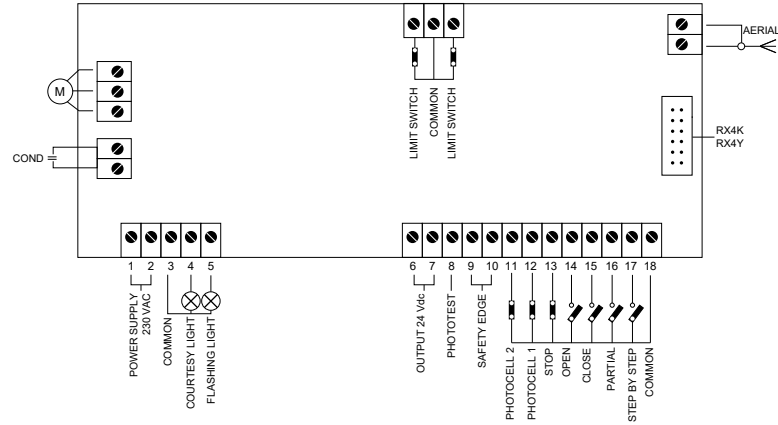 AERIAL
M
LIMIT SWITCH
COMMON
LIMIT SWITCH
RX4K
RX4Y
COND
1 2 3 4 5
6 7 8 9 10 11 12 13 14 15 16 17 18
POWER SUPPLY
230 VAC
COMMON
COURTESY LIGHT
FLASHING LIGHT
OUTPUT 24 Vdc
PHOTOTEST
SAFETY EDGE
PHOTOCELL 2
PHOTOCELL 1
STOP
OPEN
CLOSE
PARTIAL
STEP BY STEP
COMMON